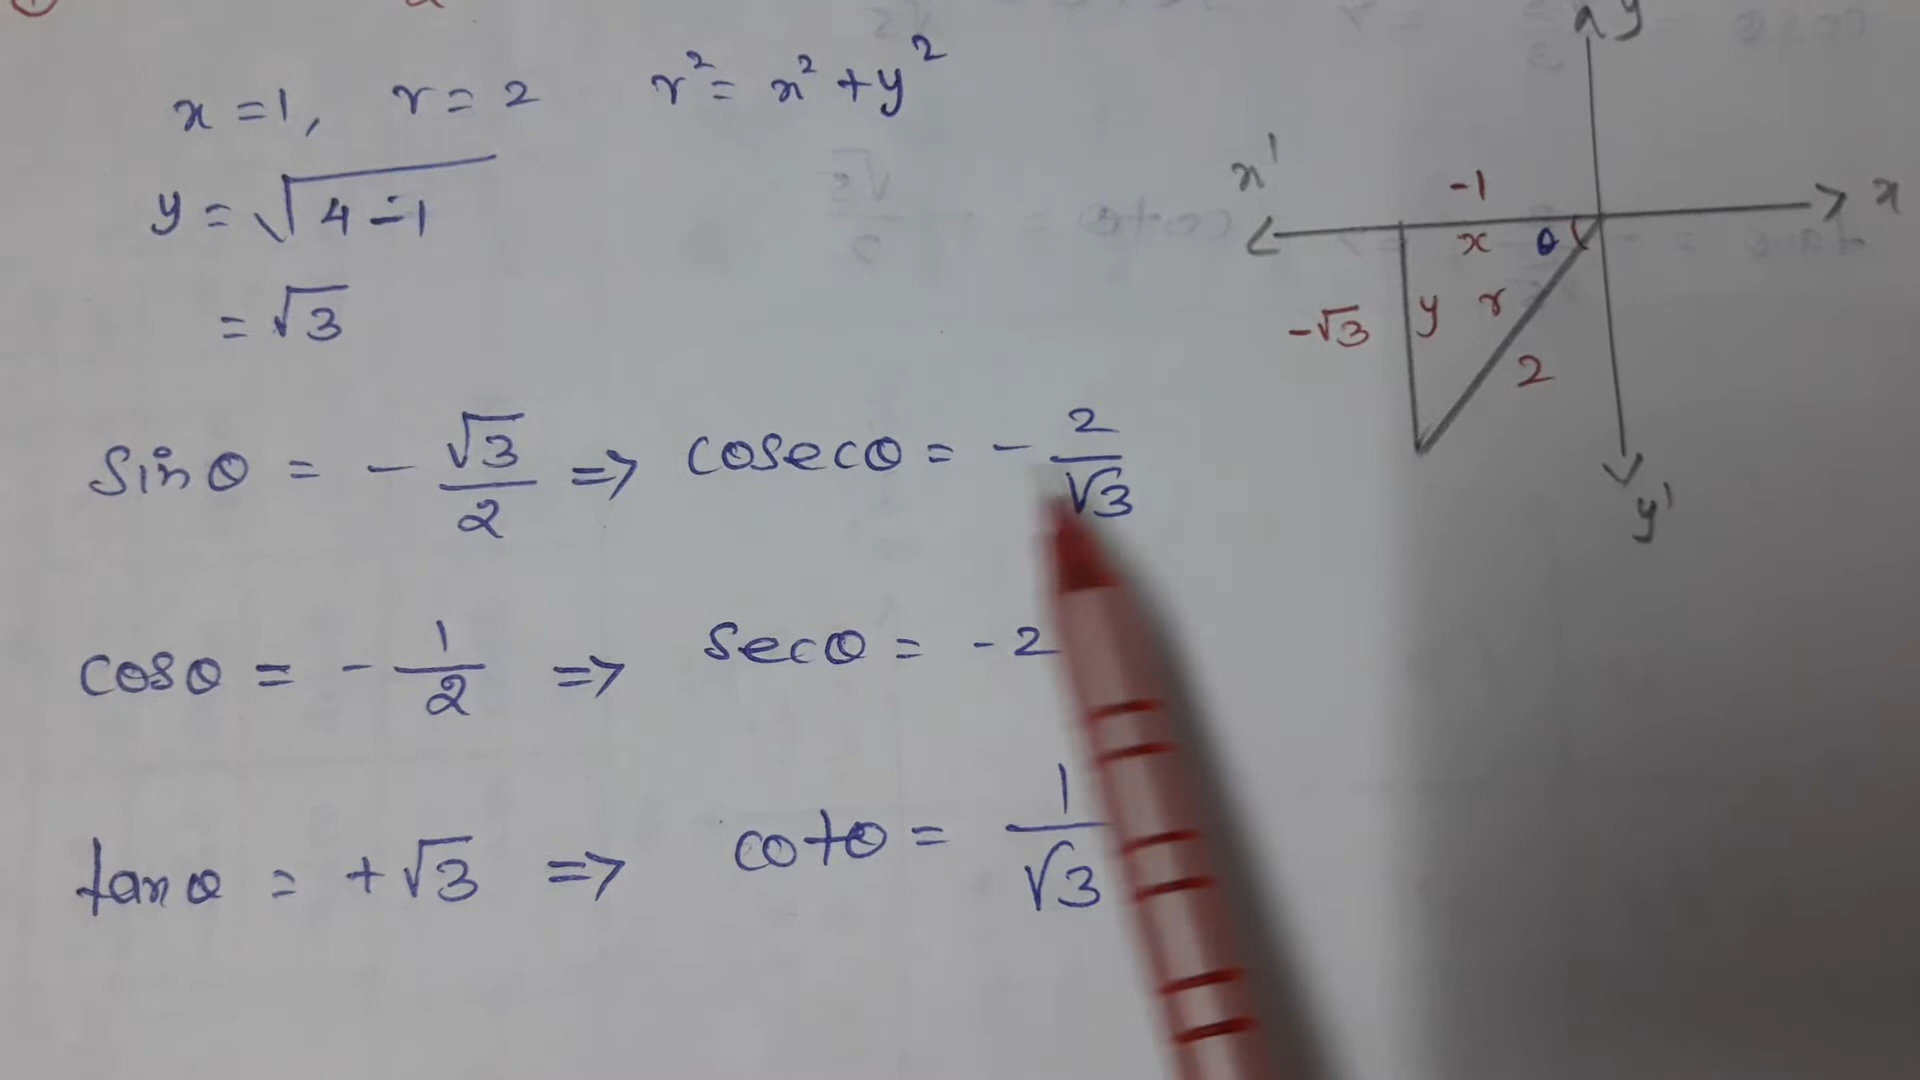 x = 1, r = 2 r² = x² + y²
y = √4-1
= √3
sinθ = - √3/2 => cosecθ = - 2/√3
cosθ = - 1/2 => secθ = - 2
tanθ = + √3 => cotθ = 1/√3
y
x'
-1
x
x
θ
-√3
y
r
2
y'